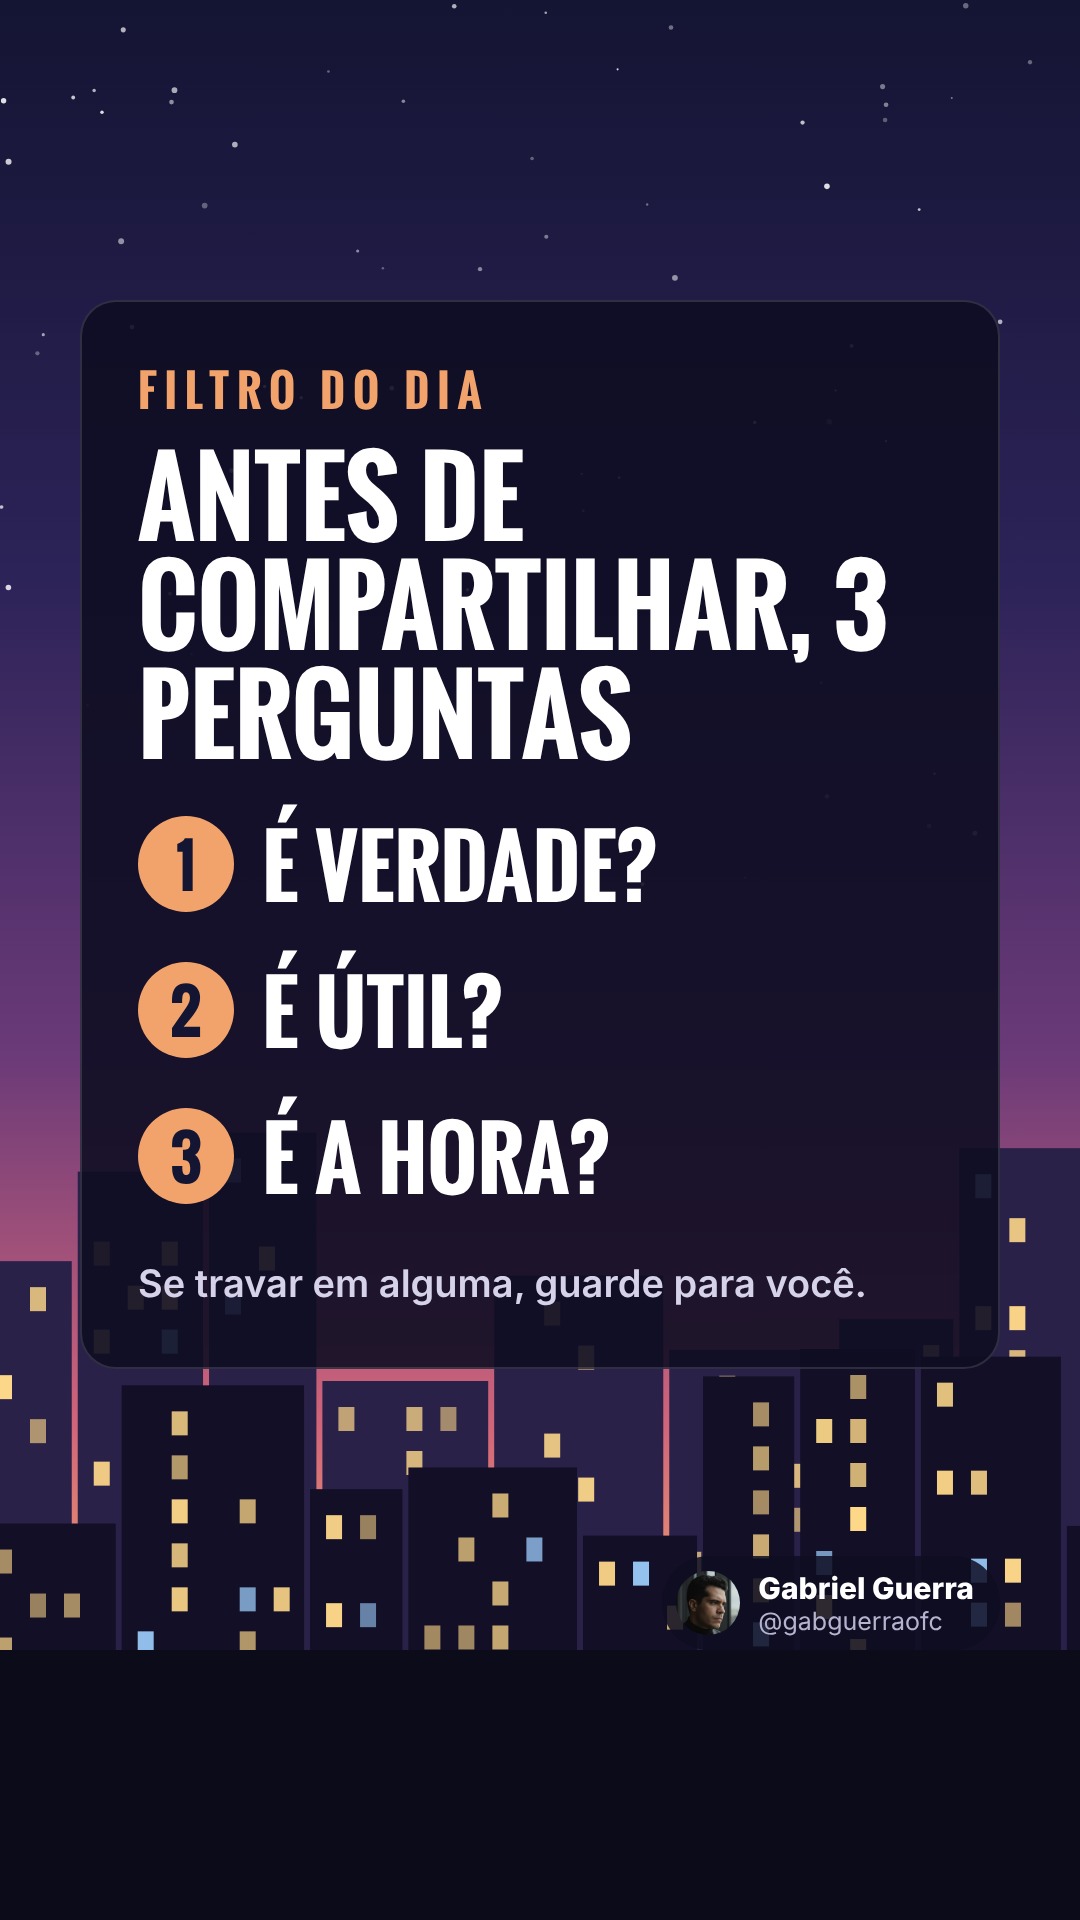 FILTRO DO DIA
ANTES DE
COMPARTILHAR, 3
PERGUNTAS
1 É VERDADE?
2 É ÚTIL?
3 É A HORA?
Se travar em alguma, guarde para você.
Gabriel Guerra
@gabguerraofc